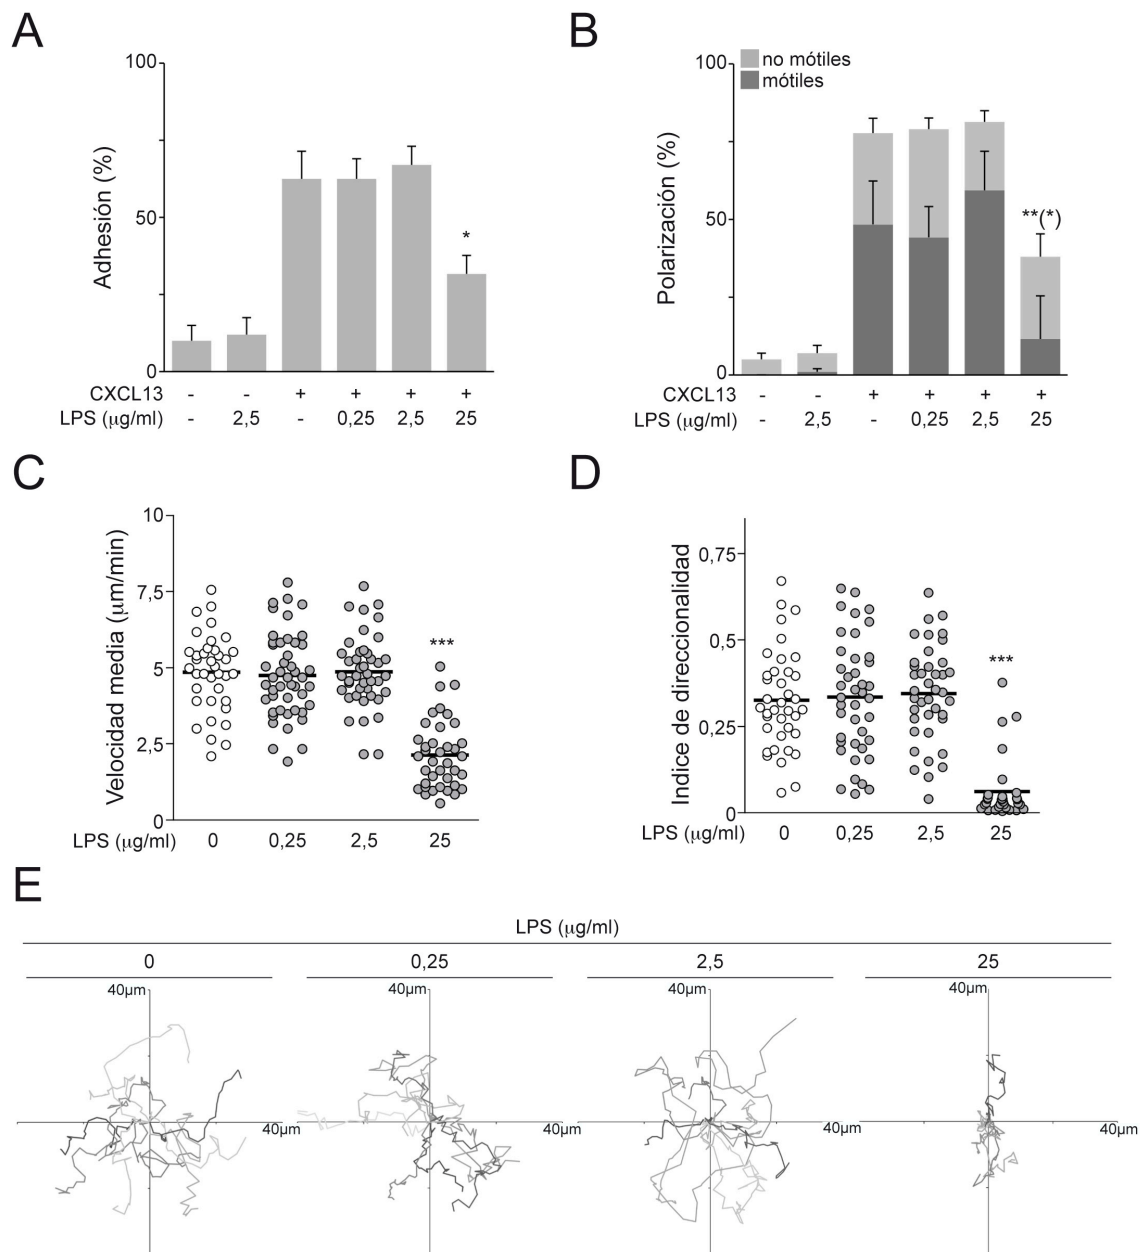 A
100
Adhesión (%)
50
*
0
CXCL13 - - + + + +
LPS (μg/ml) - 2,5 - 0,25 2,5 25
B
no mótiles
mótiles
100
Polarización (%)
50
**(*)
0
CXCL13 - - + + + +
LPS (μg/ml) - 2,5 - 0,25 2,5 25
C
10
Velocidad media (μm/min)
7,5
***
5
2,5
0
LPS (μg/ml) 0 0,25 2,5 25
D
Indice de direccionalidad
0,75
0,5
***
0,25
0
LPS (μg/ml) 0 0,25 2,5 25
E
LPS (μg/ml)
0 0,25 2,5 25
40μm 40μm 40μm 40μm
40μm 40μm 40μm 40μm